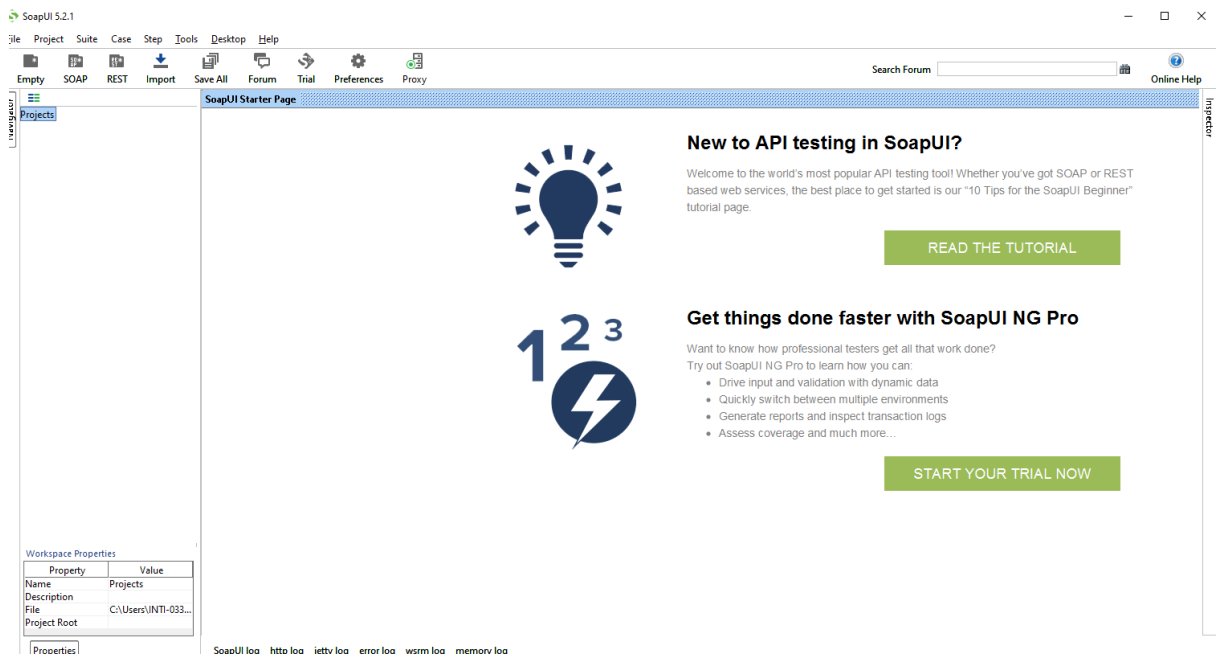 SoapUI 5.2.1
File Project Suite Case Step Tools Desktop Help
Empty SOAP REST Import Save All Forum Trial Preferences Proxy
Search Forum
Online Help
Navigator
Projects
SoapUI Starter Page
Inspector
New to API testing in SoapUI?
Welcome to the world's most popular API testing tool! Whether you've got SOAP or REST
based web services, the best place to get started is our “10 Tips for the SoapUI Beginner”
tutorial page.
READ THE TUTORIAL
1 2 3
Get things done faster with SoapUI NG Pro
Want to know how professional testers get all that work done?
Try out SoapUI NG Pro to learn how you can:
• Drive input and validation with dynamic data
• Quickly switch between multiple environments
• Generate reports and inspect transaction logs
• Assess coverage and much more…
START YOUR TRIAL NOW
Workspace Properties
Property Value
Name Projects
Description
File C:\Users\INTI-033...
Project Root
Properties
SoapUI log http log jetty log error log wsrm log memory log